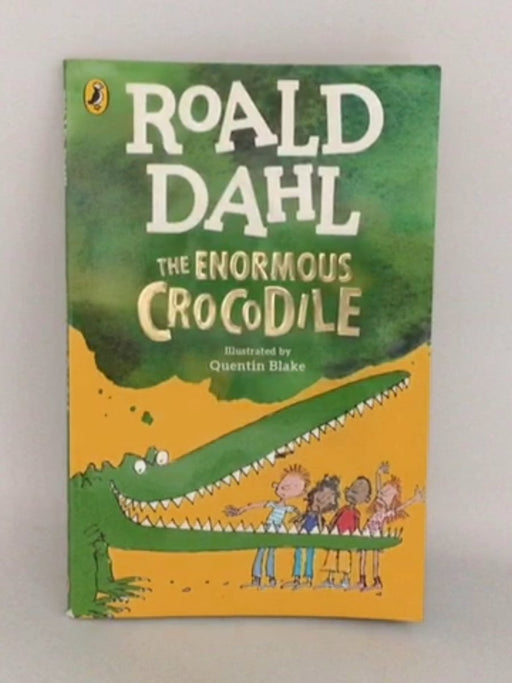 ROALD
DAHL
THE ENORMOUS
CROCODILE
Illustrated by
Quentin Blake